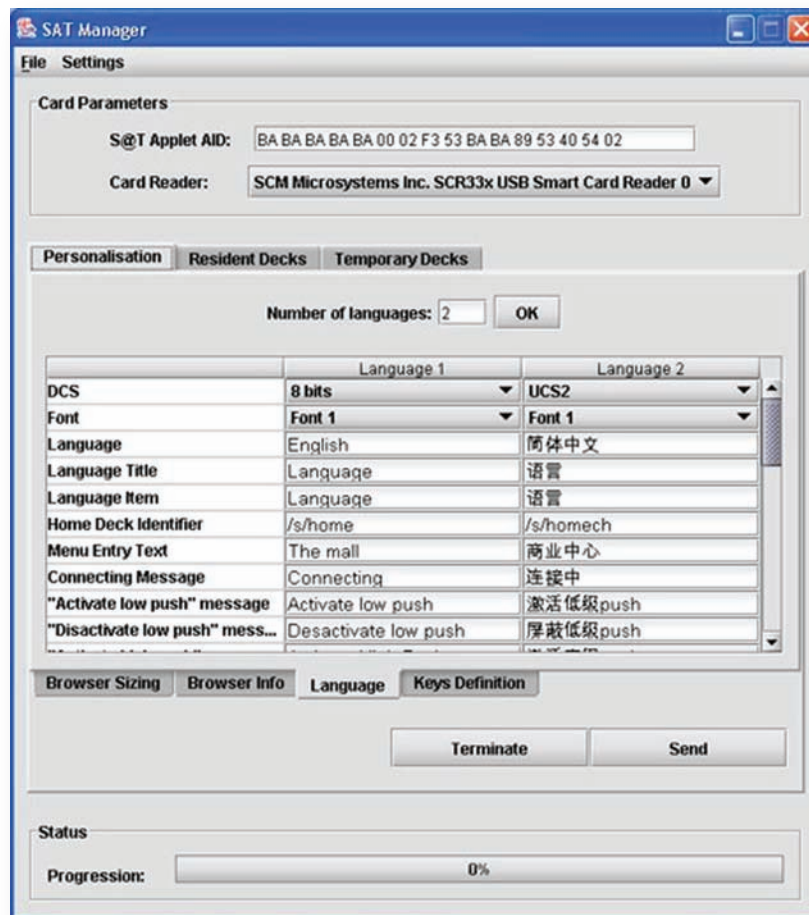 SAT Manager
File Settings
Card Parameters
S@T Applet AID: BA BA BA BA BA 00 02 F3 53 BA BA 89 53 40 54 02
Card Reader: SCM Microsystems Inc. SCR33x USB Smart Card Reader 0
Personalisation Resident Decks Temporary Decks
Number of languages: 2 OK
Language 1 Language 2
DCS 8 bits UCS2
Font Font 1 Font 1
Language English 简体中文
Language Title Language 语言
Language Item Language 语言
Home Deck Identifier /s/home /s/homech
Menu Entry Text The mall 商业中心
Connecting Message Connecting 连接中
"Activate low push" message Activate low push 激活低级push
"Disactivate low push" mess... Desactivate low push 屏蔽低级push
Browser Sizing Browser Info Language Keys Definition
Terminate Send
Status
Progression: 0%